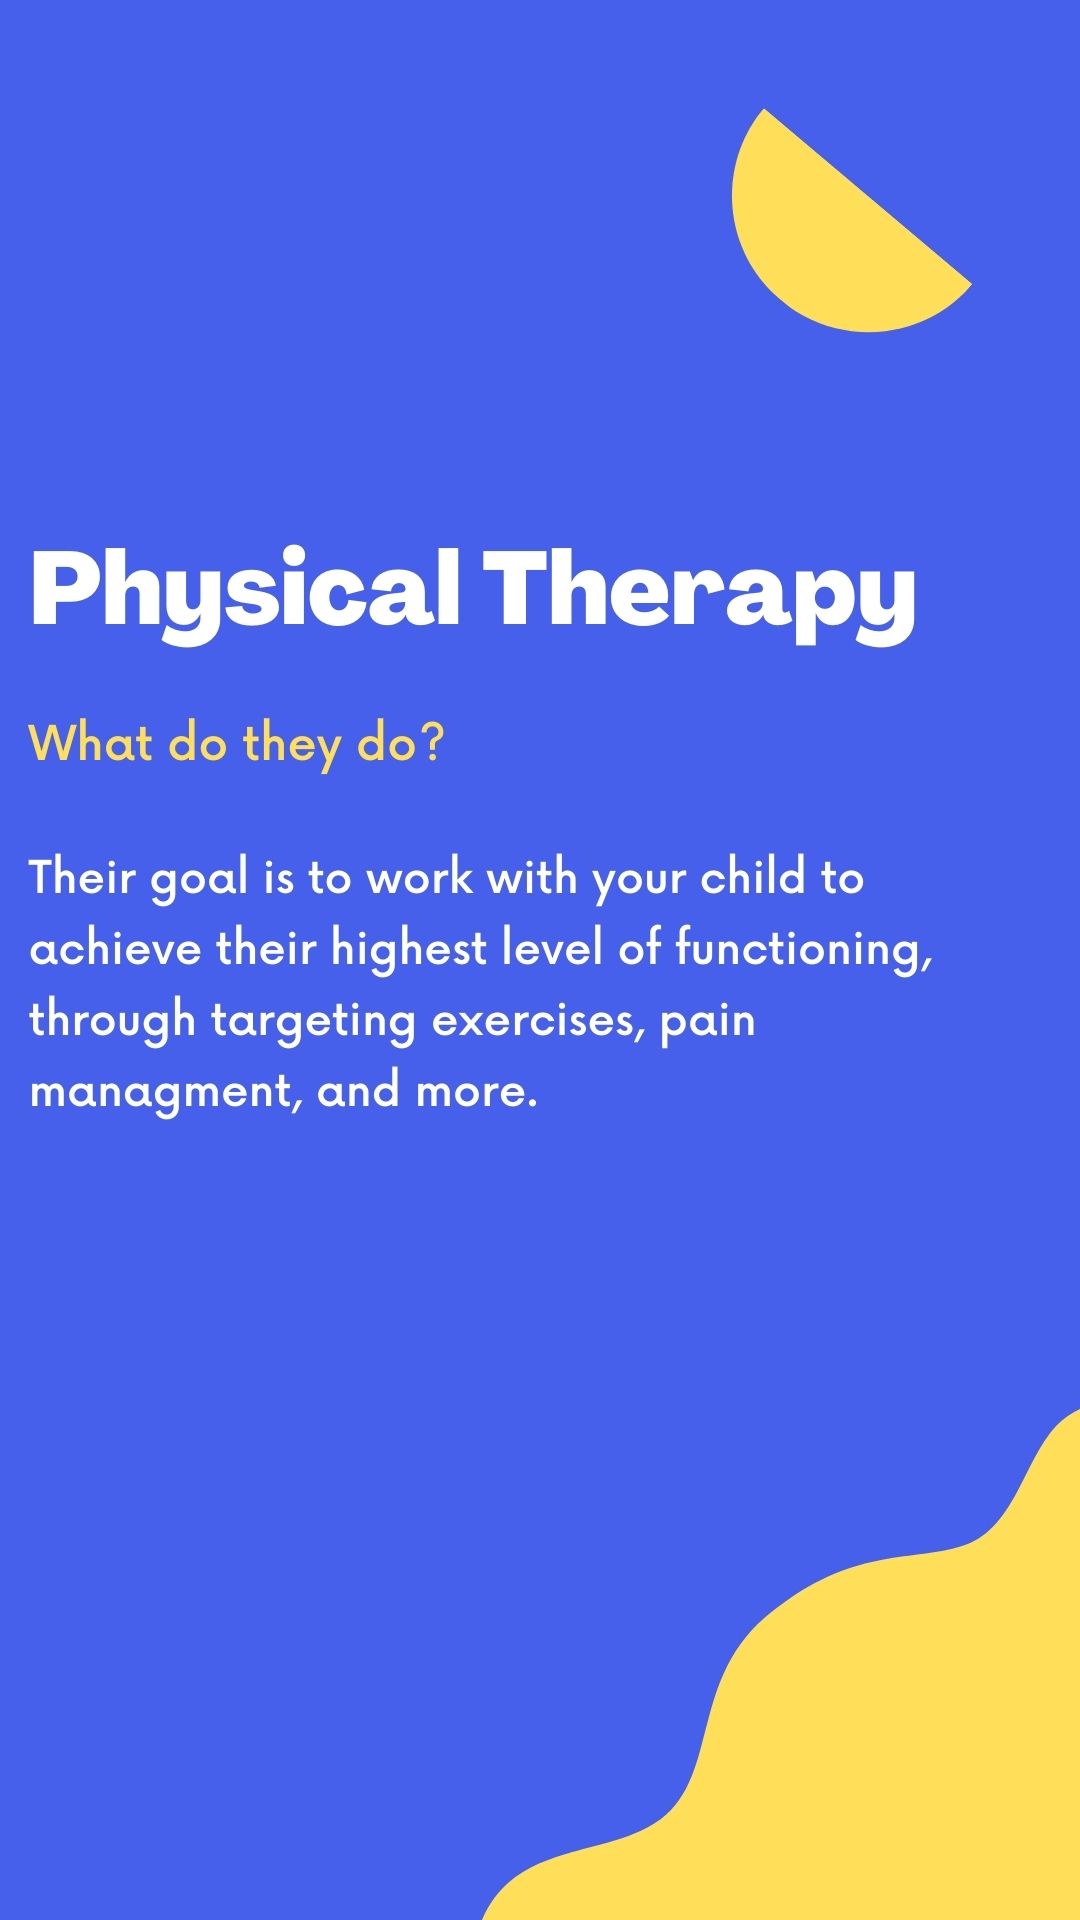 Physical Therapy
What do they do?
Their goal is to work with your child to
achieve their highest level of functioning,
through targeting exercises, pain
managment, and more.